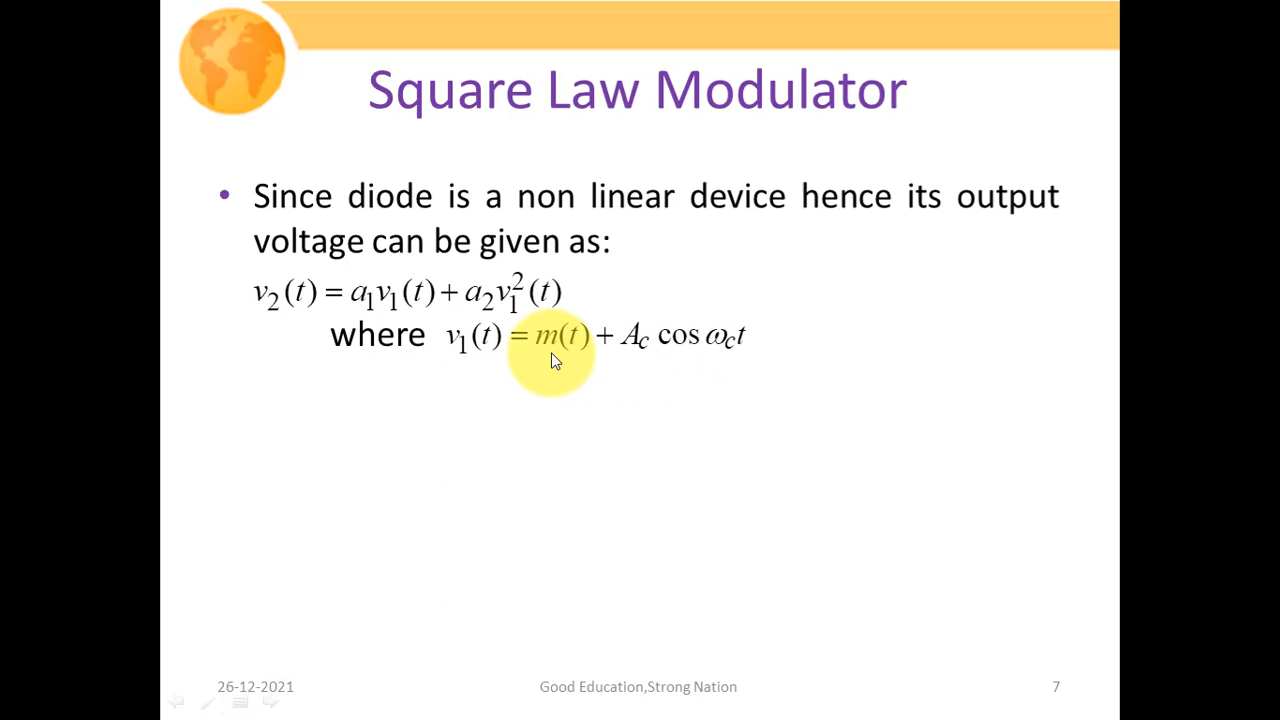 Square Law Modulator
• Since diode is a non linear device hence its output
voltage can be given as:
v₂(t) = a₁v₁(t) + a₂v₁²(t)
where v₁(t) = m(t) + A_c cos ω_c t
26-12-2021 Good Education,Strong Nation 7